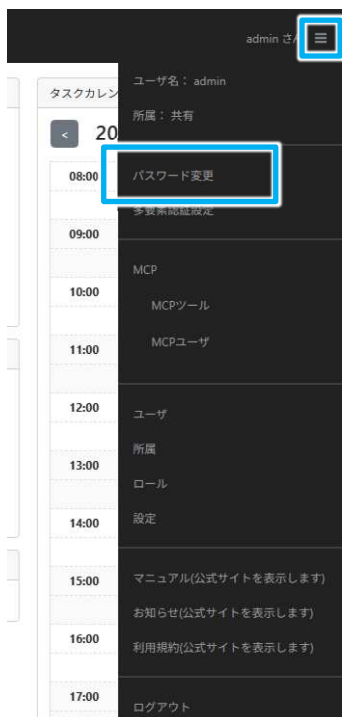 admin さん
ユーザ名： admin
所属： 共有
パスワード変更
多要素認証設定
MCP
MCPツール
MCPユーザ
ユーザ
所属
ロール
設定
マニュアル(公式サイトを表示します)
お知らせ(公式サイトを表示します)
利用規約(公式サイトを表示します)
ログアウト
タスクカレン
< 20
08:00
09:00
10:00
11:00
12:00
13:00
14:00
15:00
16:00
17:00